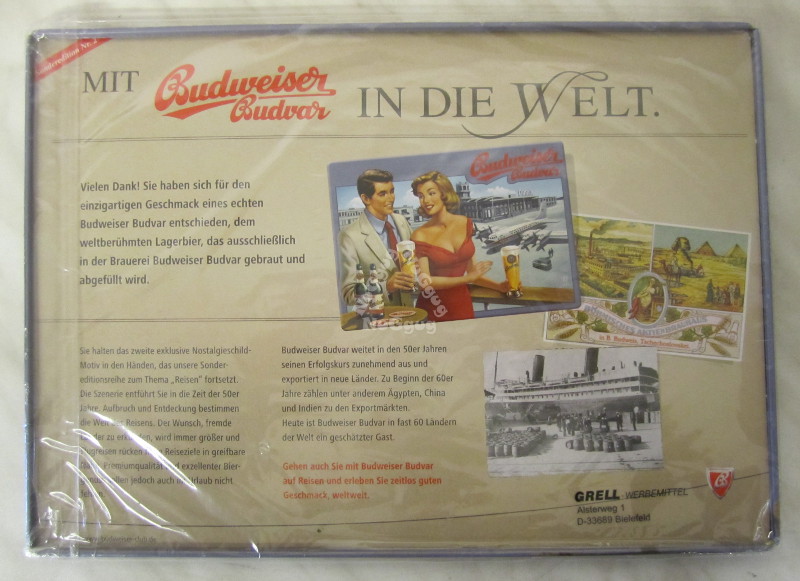 Sonderedition Nr. 2
MIT Budweiser Budvar IN DIE WELT.
Vielen Dank! Sie haben sich für den
einzigartigen Geschmack eines echten
Budweiser Budvar entschieden, dem
weltberühmten Lagerbier, das ausschließlich
in der Brauerei Budweiser Budvar gebraut und
abgefüllt wird.
Budweiser
Budvar
Sie halten das zweite exklusive Nostalgieschild-
Motiv in den Händen, das unsere Sonder-
editionsreihe zum Thema „Reisen" fortsetzt.
Die Szenerie entführt Sie in die Zeit der 50er
Jahre. Aufbruch und Entdeckung bestimmen
die Welt des Reisens. Der Wunsch, fremde
zu wird immer größer und
rücken Reiseziele in greifbare
Premiumqualität und exzellenter Bier-
jedoch auch im Urlaub nicht
fehlen.
Budweiser Budvar weitet in den 50er Jahren
seinen Erfolgskurs zunehmend aus und
exportiert in neue Länder. Zu Beginn der 60er
Jahre zählen unter anderem Ägypten, China
und Indien zu den Exportmärkten.
Heute ist Budweiser Budvar in fast 60 Ländern
der Welt ein geschätzter Gast.
Gehen auch Sie mit Budweiser Budvar
auf Reisen und erleben Sie zeitlos guten
Geschmack, weltweit.
GRELL WERBEMITTEL
Alsterweg 1
D-33689 Bielefeld